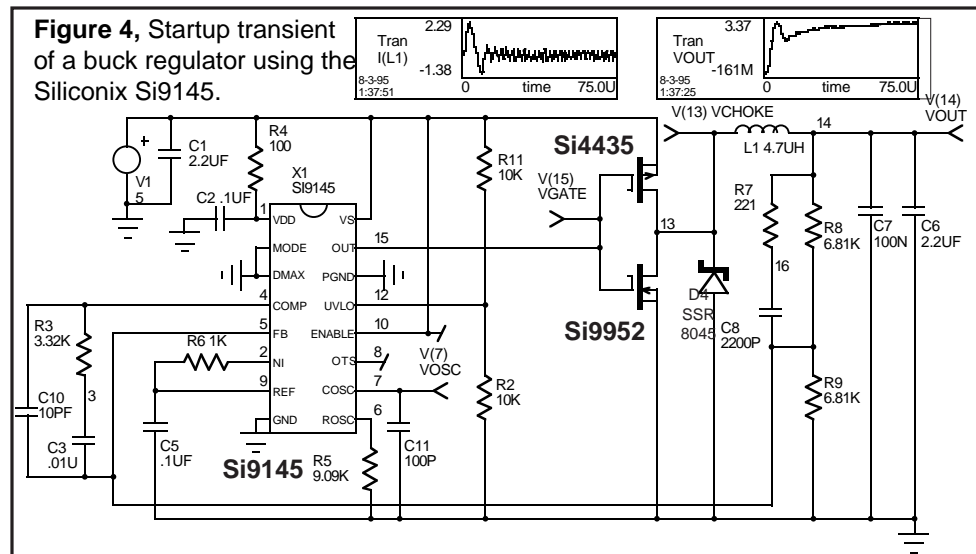 Figure 4, Startup transient
of a buck regulator using the
Siliconix Si9145.
2.29
Tran
I(L1)
-1.38
8-3-95
1:37:51
0 time 75.0U
3.37
Tran
VOUT
-161M
8-3-95
1:37:25
0 time 75.0U
V(13) VCHOKE
V(14)
VOUT
14
L1 4.7UH
V1
5
C1
2.2UF
R4
100
X1
SI9145
C2 .1UF
1
VDD
VS
MODE
OUT
15
DMAX
PGND
4
COMP
UVLO
12
5
FB
ENABLE
10
2
NI
OTS
8
9
REF
COSC
7
GND
ROSC
6
R11
10K
V(15)
VGATE
Si4435
13
Si9952
D4
SSR
8045
R7
221
16
R8
6.81K
C7
100N
C6
2.2UF
C8
2200P
R9
6.81K
R3
3.32K
3
R6 1K
V(7)
VOSC
R2
10K
C10
10PF
C3
.01U
C5
.1UF
Si9145
R5
9.09K
C11
100P